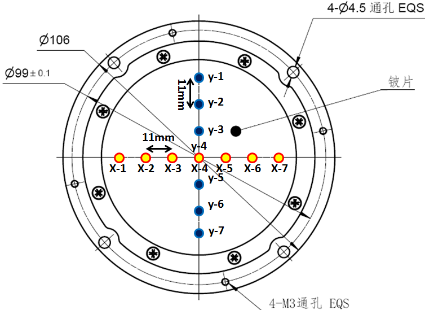 4-Ø4.5 通孔 EQS
Ø106
Ø99±0.1
y-1
11mm
y-2
铍片
y-3
11mm
y-4
X-1 X-2 X-3 X-4 X-5 X-6 X-7
y-5
y-6
y-7
4-M3通孔 EQS